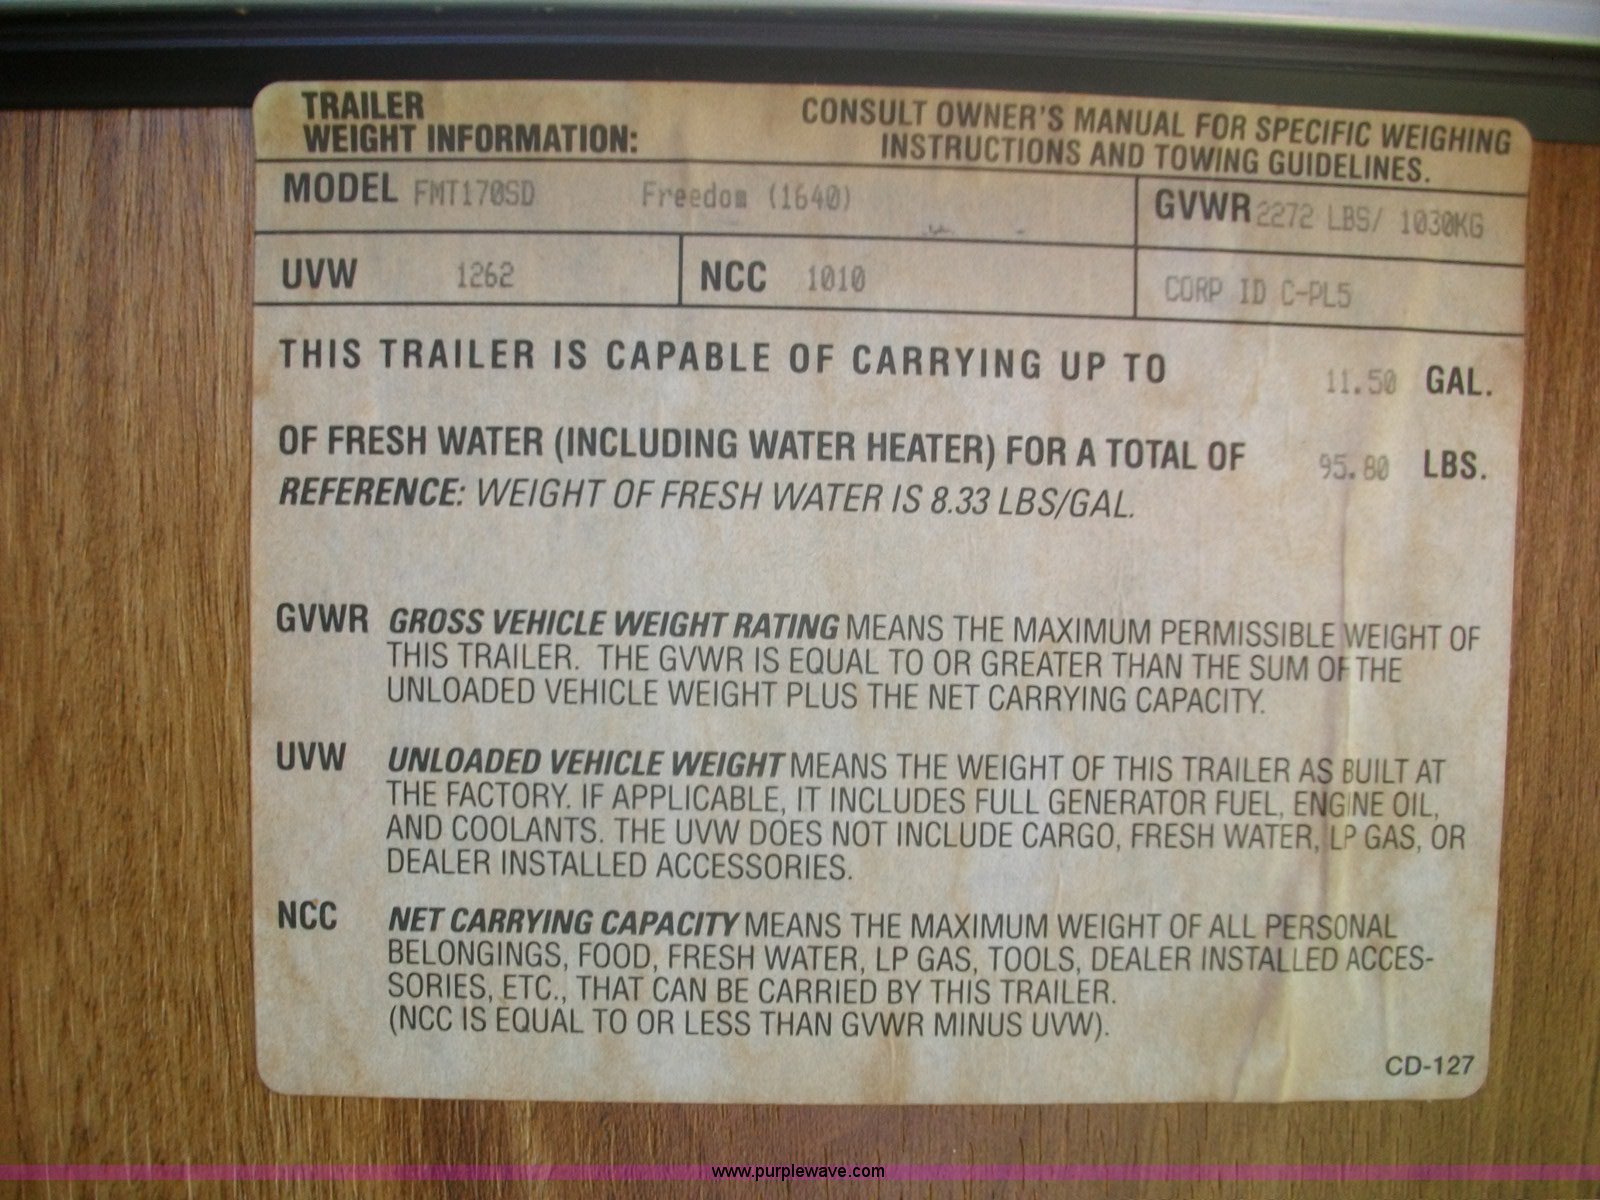 TRAILER
WEIGHT INFORMATION:
CONSULT OWNER'S MANUAL FOR SPECIFIC WEIGHING
INSTRUCTIONS AND TOWING GUIDELINES.
MODEL FMT170SD Freedom (1640) GVWR 2272 LBS/ 1030KG
UVW 1262 NCC 1010 CORP ID C-PL5
THIS TRAILER IS CAPABLE OF CARRYING UP TO 11.50 GAL.
OF FRESH WATER (INCLUDING WATER HEATER) FOR A TOTAL OF 95.80 LBS.
REFERENCE: WEIGHT OF FRESH WATER IS 8.33 LBS/GAL.
GVWR GROSS VEHICLE WEIGHT RATING MEANS THE MAXIMUM PERMISSIBLE WEIGHT OF
THIS TRAILER. THE GVWR IS EQUAL TO OR GREATER THAN THE SUM OF THE
UNLOADED VEHICLE WEIGHT PLUS THE NET CARRYING CAPACITY.
UVW UNLOADED VEHICLE WEIGHT MEANS THE WEIGHT OF THIS TRAILER AS BUILT AT
THE FACTORY. IF APPLICABLE, IT INCLUDES FULL GENERATOR FUEL, ENGINE OIL,
AND COOLANTS. THE UVW DOES NOT INCLUDE CARGO, FRESH WATER, LP GAS, OR
DEALER INSTALLED ACCESSORIES.
NCC NET CARRYING CAPACITY MEANS THE MAXIMUM WEIGHT OF ALL PERSONAL
BELONGINGS, FOOD, FRESH WATER, LP GAS, TOOLS, DEALER INSTALLED ACCES-
SORIES, ETC., THAT CAN BE CARRIED BY THIS TRAILER.
(NCC IS EQUAL TO OR LESS THAN GVWR MINUS UVW).
CD-127
www.purplewave.com